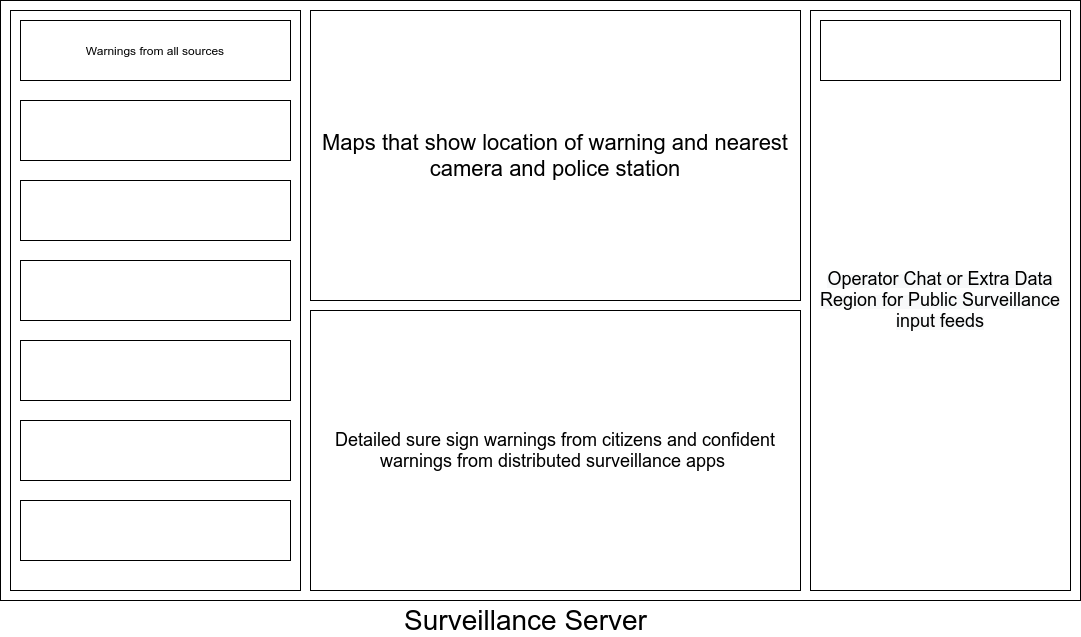 Warnings from all sources
Maps that show location of warning and nearest
camera and police station
Detailed sure sign warnings from citizens and confident
warnings from distributed surveillance apps
Operator Chat or Extra Data
Region for Public Surveillance
input feeds
Surveillance Server